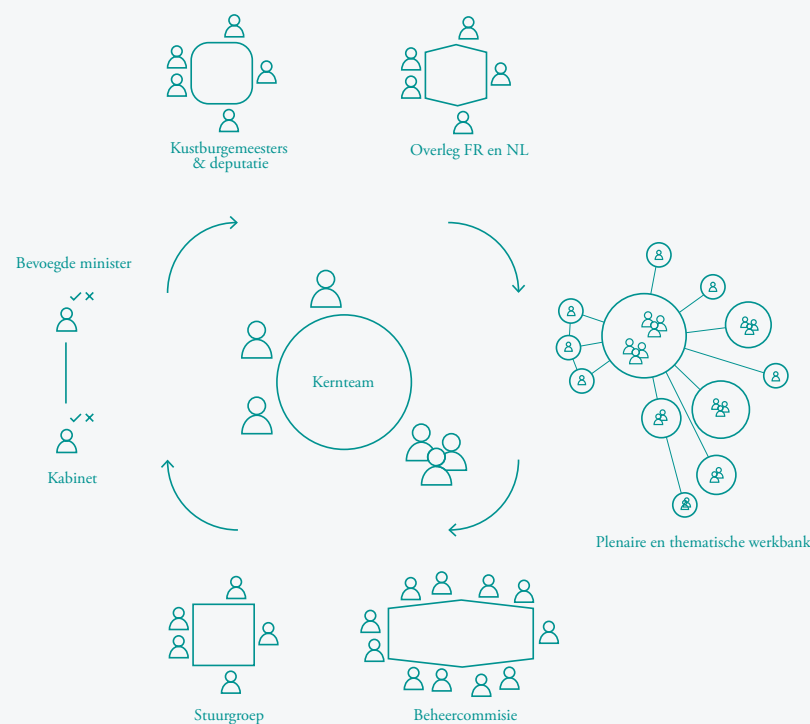 Kustburgemeesters
& deputatie
Overleg FR en NL
Bevoegde minister
Kernteam
Kabinet
Plenaire en thematische werkbank
Stuurgroep
Beheercommisie